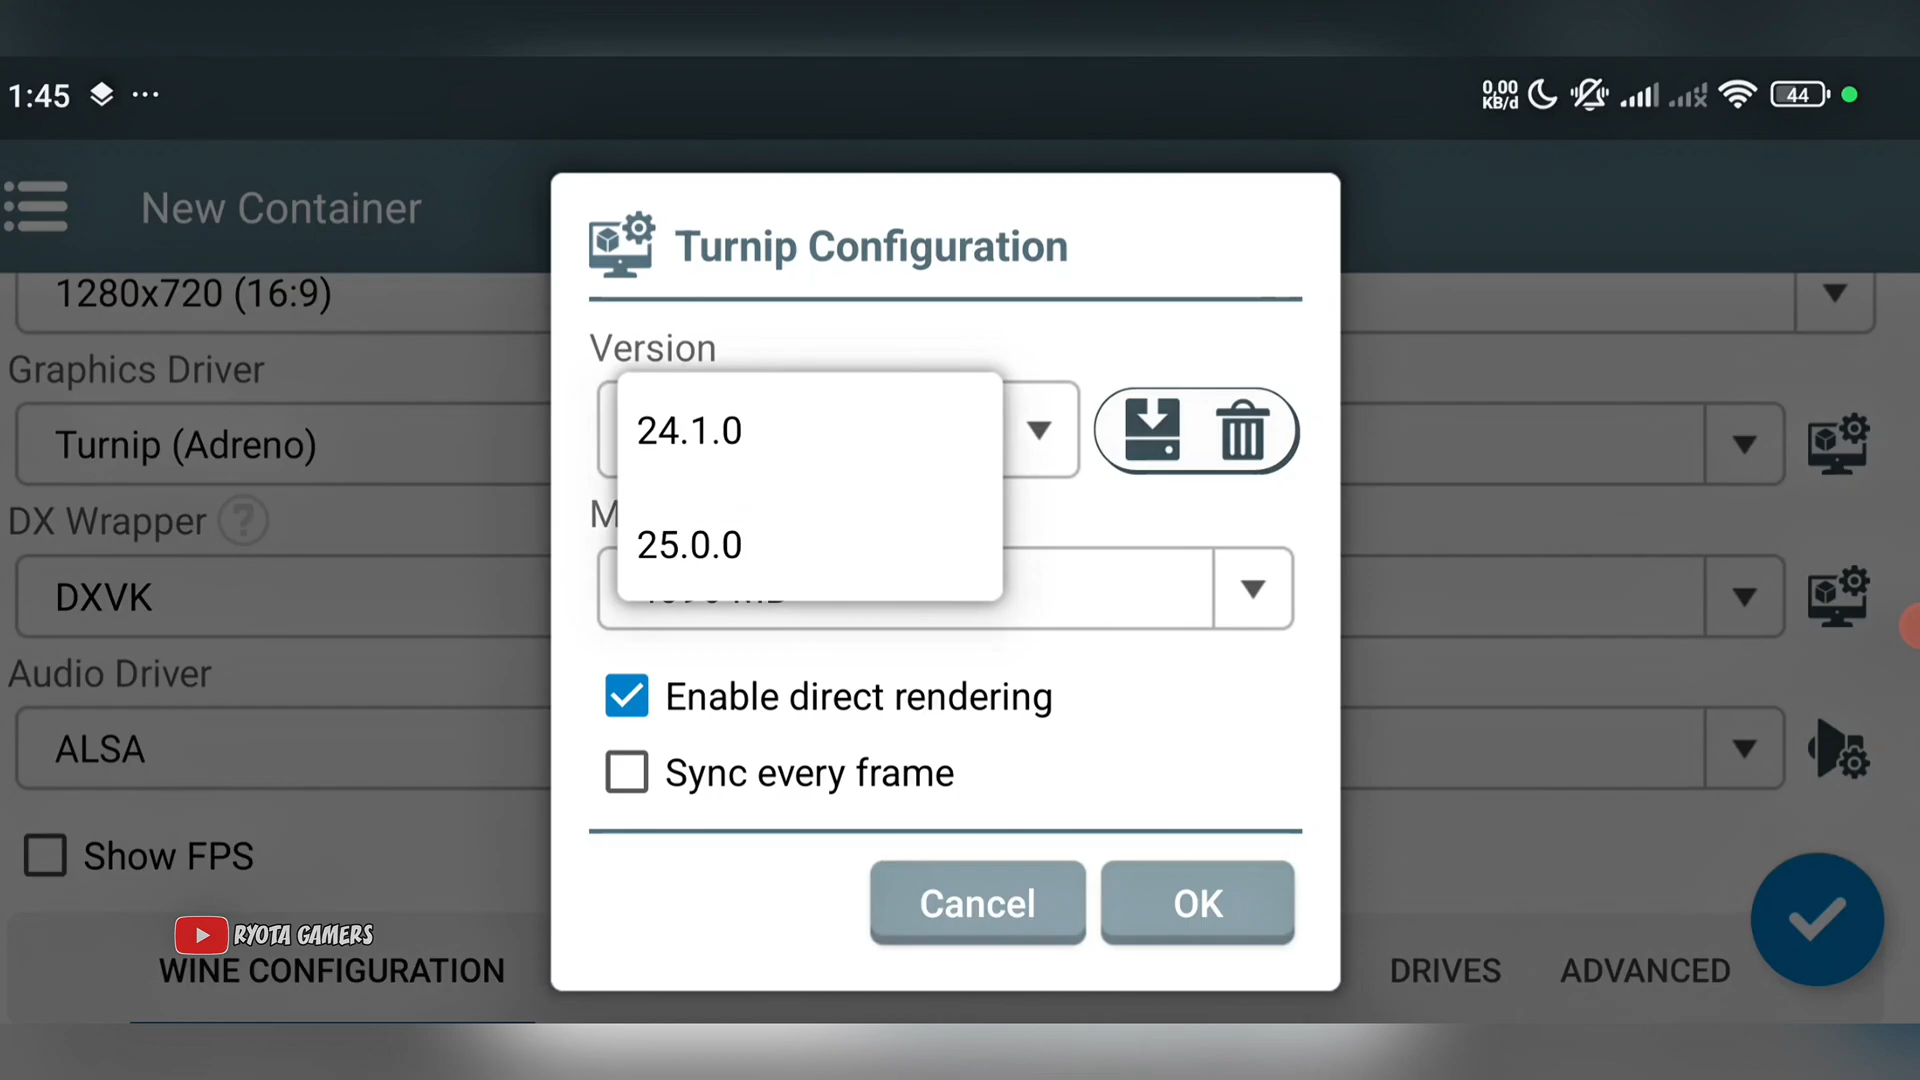 1:45
0.00
KB/d
44
New Container
1280x720 (16:9)
Graphics Driver
Turnip (Adreno)
DX Wrapper ?
DXVK
Audio Driver
ALSA
Show FPS
RYOTA GAMERS
WINE CONFIGURATION
DRIVES
ADVANCED
Turnip Configuration
Version
24.1.0
25.0.0
Enable direct rendering
Sync every frame
Cancel
OK